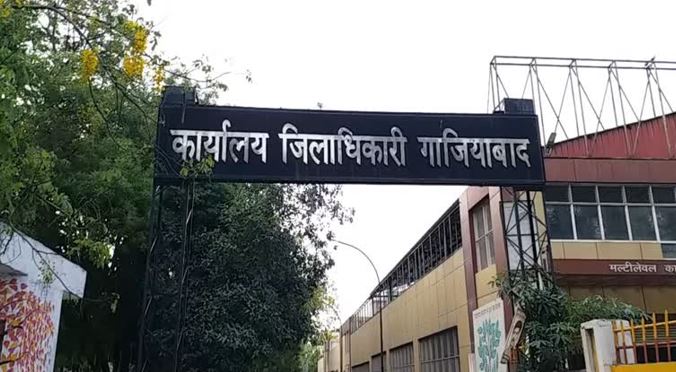 कार्यालय जिलाधिकारी गाजियाबाद
मल्टीलेवल